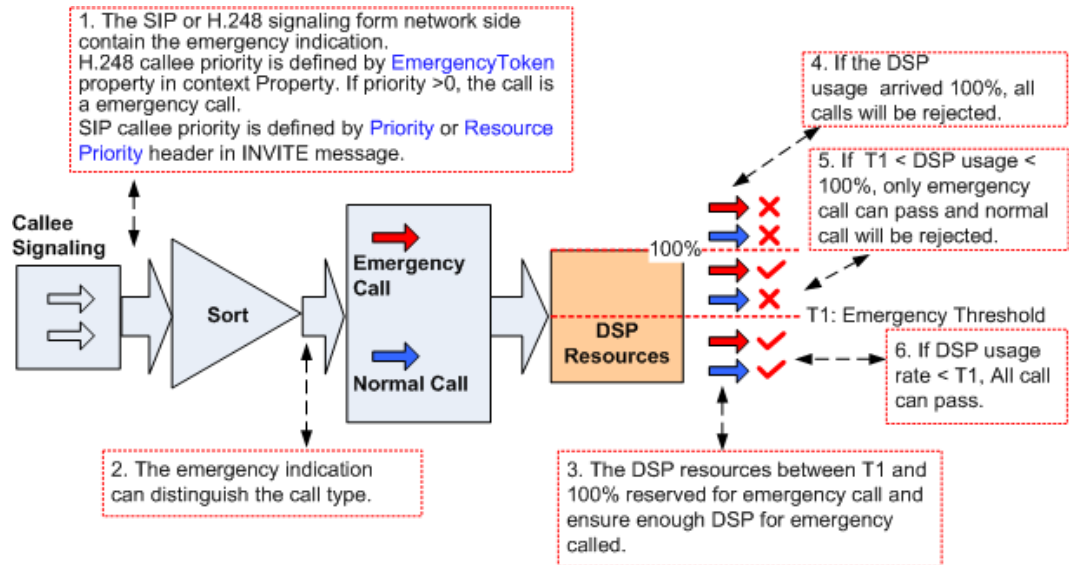 1. The SIP or H.248 signaling form network side
contain the emergency indication.
H.248 callee priority is defined by EmergencyToken
property in context Property. If priority >0, the call is
a emergency call.
SIP callee priority is defined by Priority or Resource
Priority header in INVITE message.
4. If the DSP
usage arrived 100%, all
calls will be rejected.
5. If T1 < DSP usage <
100%, only emergency
call can pass and normal
call will be rejected.
Callee
Signaling
Sort
Emergency
Call
Normal Call
100%
DSP
Resources
T1: Emergency Threshold
6. If DSP usage
rate < T1, All call
can pass.
2. The emergency indication
can distinguish the call type.
3. The DSP resources between T1 and
100% reserved for emergency call and
ensure enough DSP for emergency
called.